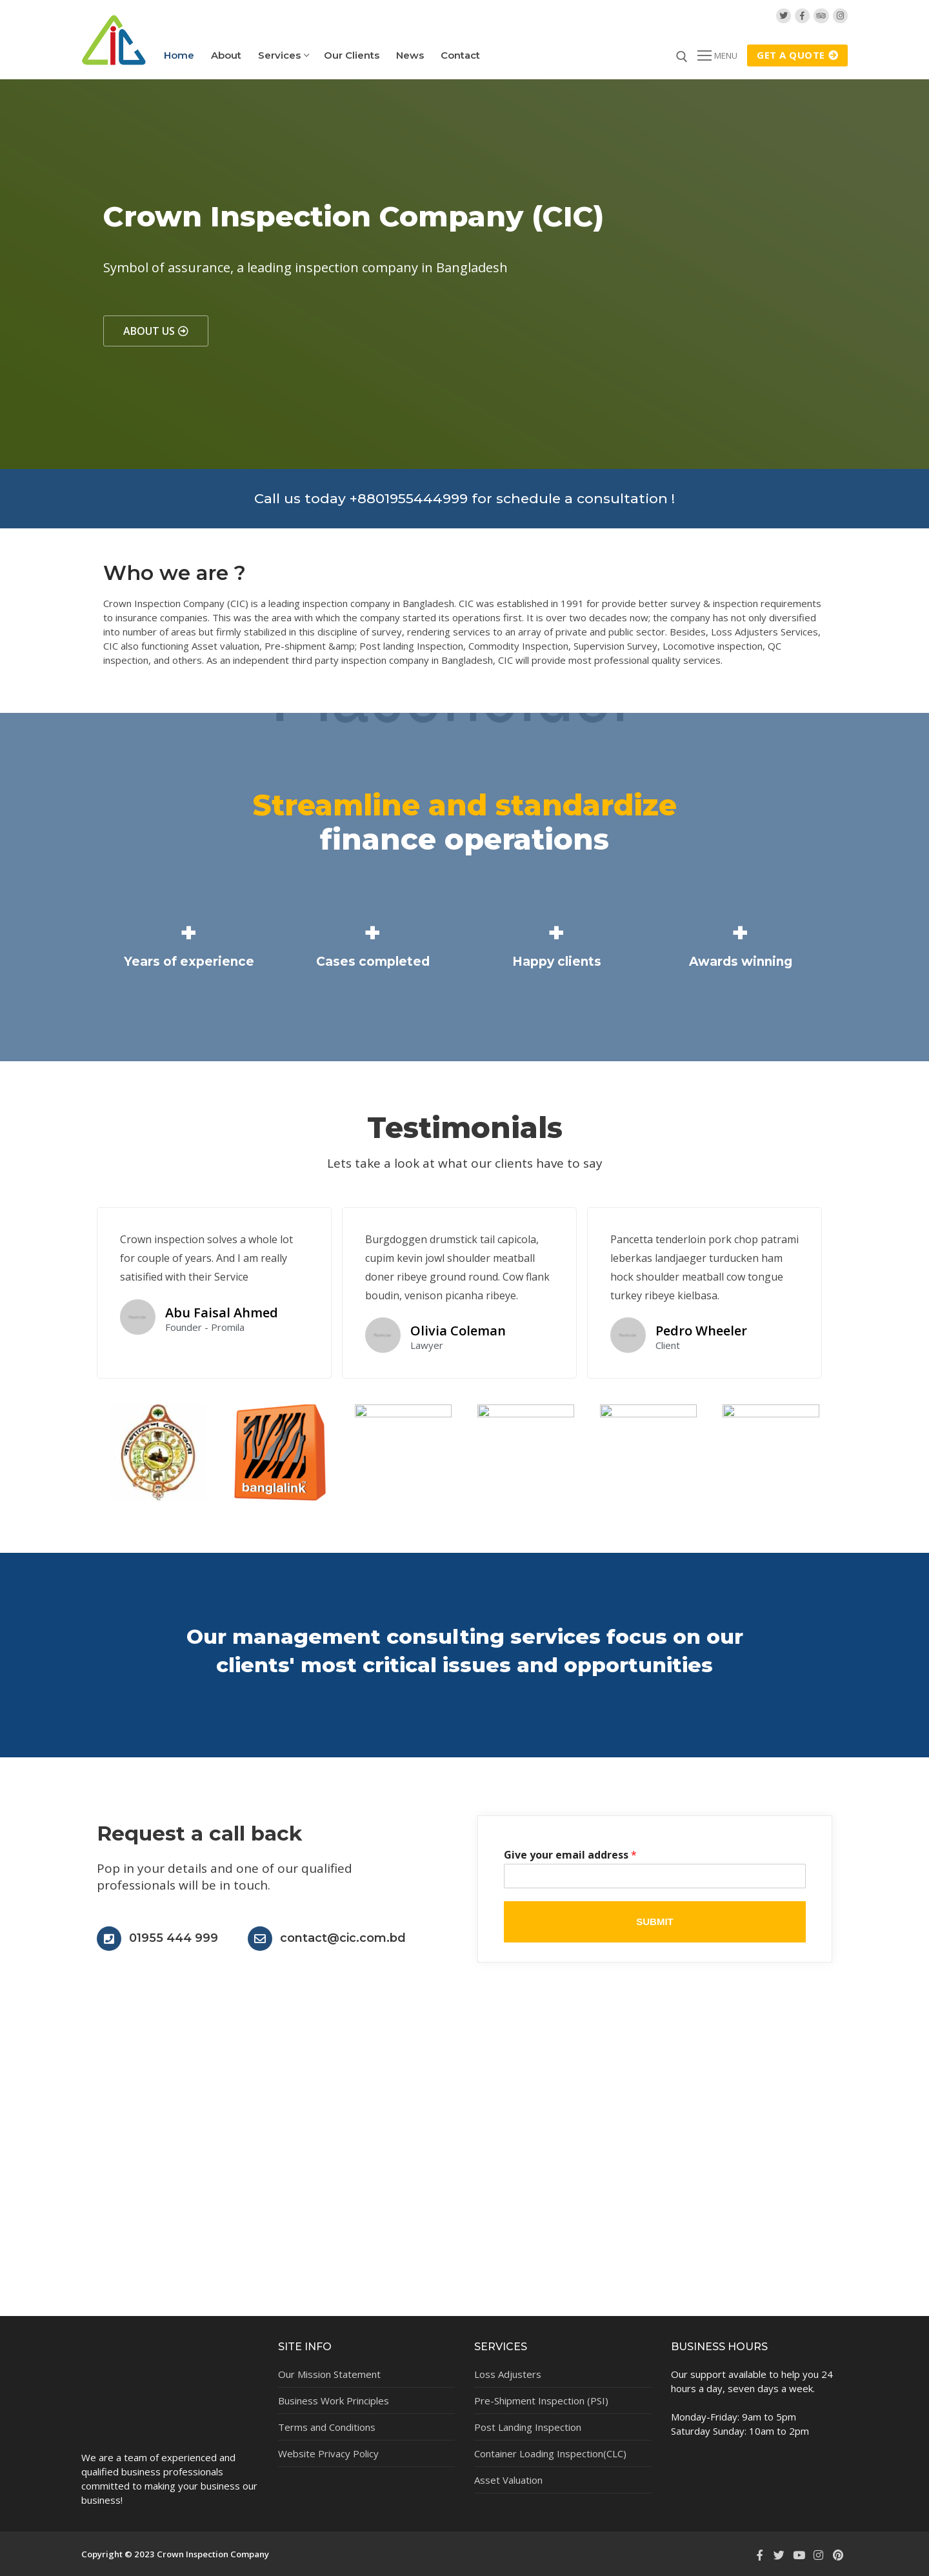 CiC
Home
About
Services
Our Clients
News
Contact
MENU
GET A QUOTE
Crown Inspection Company (CIC)
Symbol of assurance, a leading inspection company in Bangladesh
ABOUT US
Call us today +8801955444999 for schedule a consultation !
Who we are ?
Crown Inspection Company (CIC) is a leading inspection company in Bangladesh. CIC was established in 1991 for provide better survey & inspection requirements
to insurance companies. This was the area with which the company started its operations first. It is over two decades now; the company has not only diversified
into number of areas but firmly stabilized in this discipline of survey, rendering services to an array of private and public sector. Besides, Loss Adjusters Services,
CIC also functioning Asset valuation, Pre-shipment &amp; Post landing Inspection, Commodity Inspection, Supervision Survey, Locomotive inspection, QC
inspection, and others. As an independent third party inspection company in Bangladesh, CIC will provide most professional quality services.
Placeholder
Streamline and standardize
finance operations
+
+
+
+
Years of experience
Cases completed
Happy clients
Awards winning
Testimonials
Lets take a look at what our clients have to say
Crown inspection solves a whole lot
for couple of years. And I am really
satisified with their Service
Abu Faisal Ahmed
Founder - Promila
Burgdoggen drumstick tail capicola,
cupim kevin jowl shoulder meatball
doner ribeye ground round. Cow flank
boudin, venison picanha ribeye.
Olivia Coleman
Lawyer
Pancetta tenderloin pork chop patrami
leberkas landjaeger turducken ham
hock shoulder meatball cow tongue
turkey ribeye kielbasa.
Pedro Wheeler
Client
banglalink
Our management consulting services focus on our
clients' most critical issues and opportunities
Request a call back
Pop in your details and one of our qualified
professionals will be in touch.
01955 444 999
contact@cic.com.bd
Give your email address *
SUBMIT
We are a team of experienced and
qualified business professionals
committed to making your business our
business!
SITE INFO
Our Mission Statement
Business Work Principles
Terms and Conditions
Website Privacy Policy
SERVICES
Loss Adjusters
Pre-Shipment Inspection (PSI)
Post Landing Inspection
Container Loading Inspection(CLC)
Asset Valuation
BUSINESS HOURS
Our support available to help you 24
hours a day, seven days a week.
Monday-Friday: 9am to 5pm
Saturday Sunday: 10am to 2pm
Copyright © 2023 Crown Inspection Company